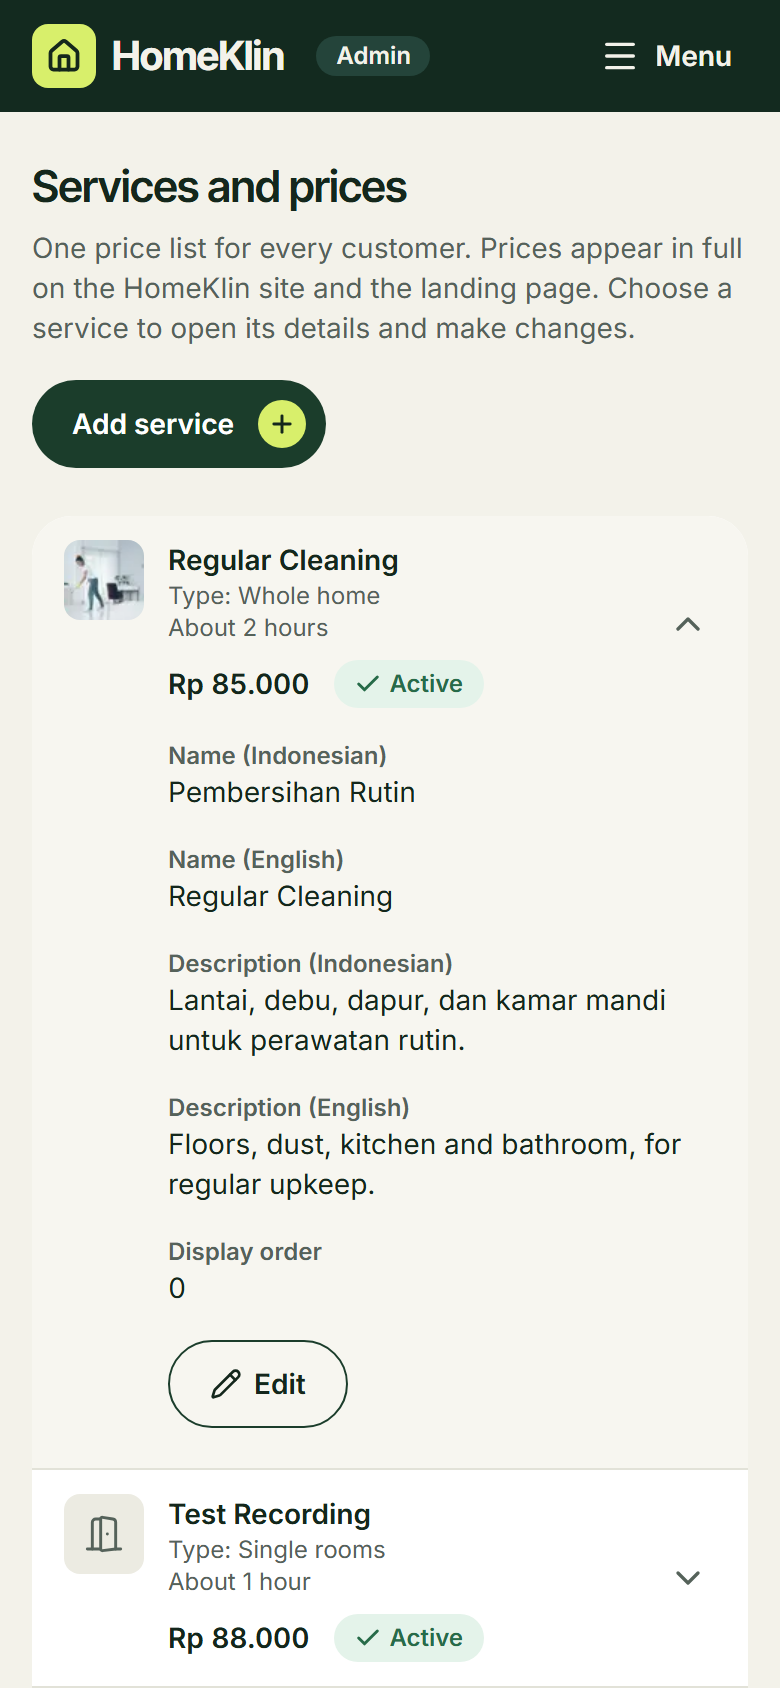 HomeKlin
Admin
Menu
Services and prices
One price list for every customer. Prices appear in full
on the HomeKlin site and the landing page. Choose a
service to open its details and make changes.
Add service
Regular Cleaning
Type: Whole home
About 2 hours
Rp 85.000
Active
Name (Indonesian)
Pembersihan Rutin
Name (English)
Regular Cleaning
Description (Indonesian)
Lantai, debu, dapur, dan kamar mandi
untuk perawatan rutin.
Description (English)
Floors, dust, kitchen and bathroom, for
regular upkeep.
Display order
0
Edit
Test Recording
Type: Single rooms
About 1 hour
Rp 88.000
Active